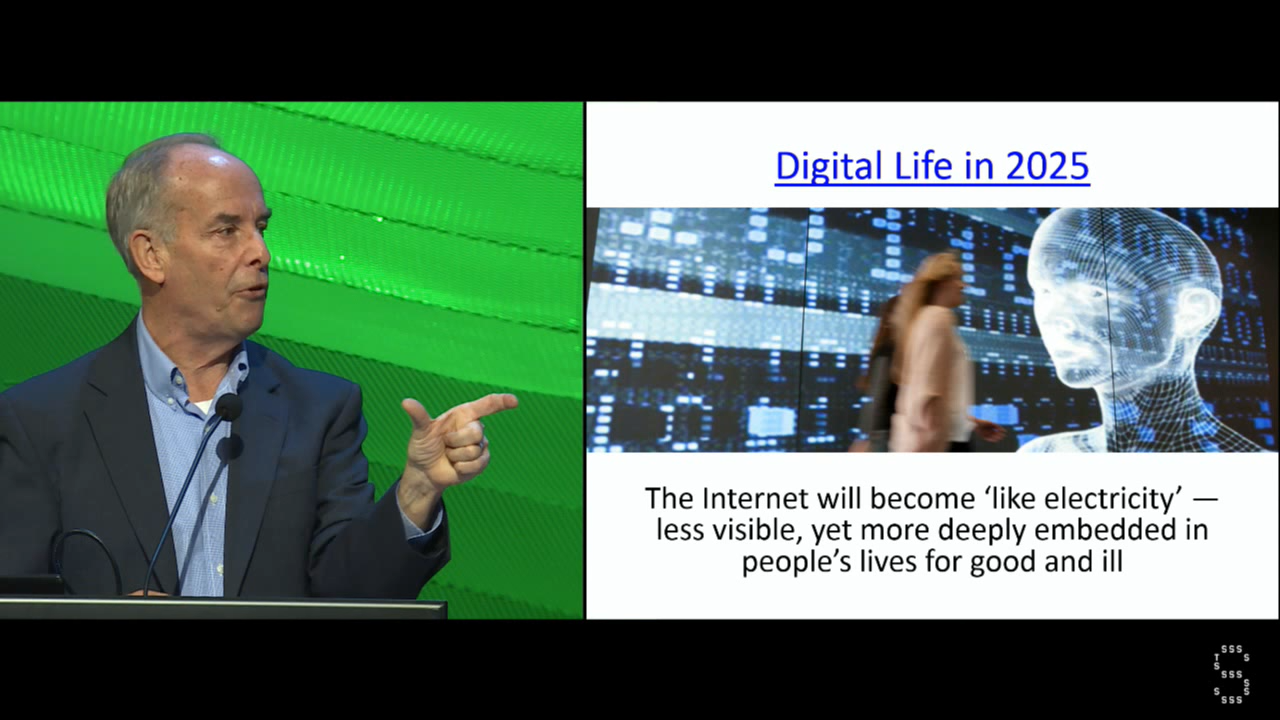 Digital Life in 2025
The Internet will become ‘like electricity’ —
less visible, yet more deeply embedded in
people’s lives for good and ill